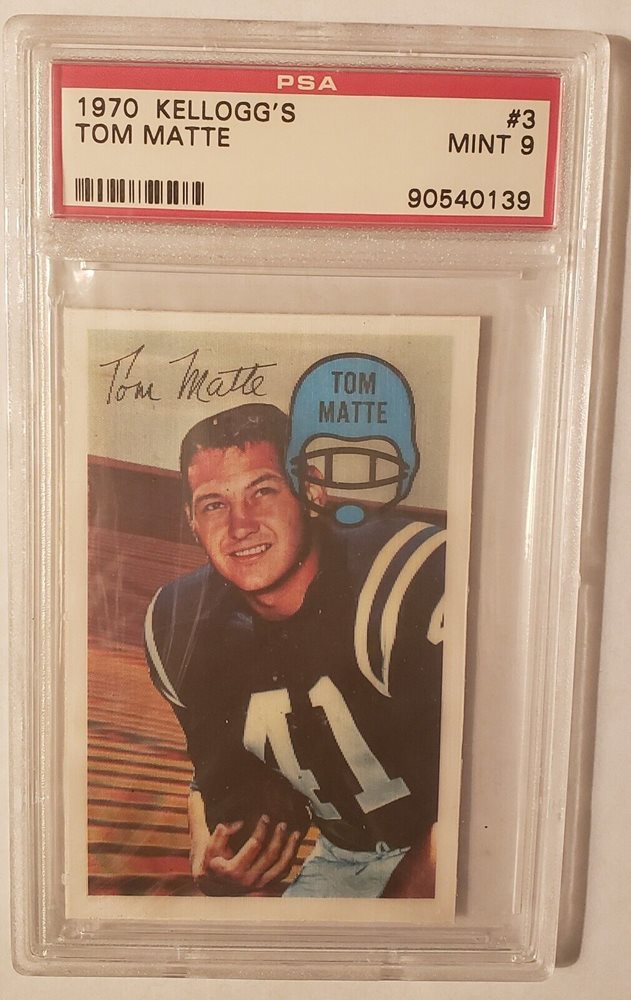 PSA
1970 KELLOGG'S #3
TOM MATTE MINT 9
90540139
Tom Matte
TOM
MATTE
41